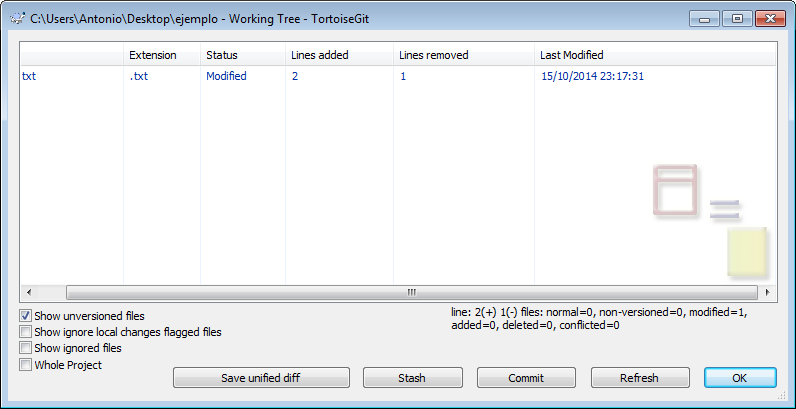 C:\Users\Antonio\Desktop\ejemplo - Working Tree - TortoiseGit
Extension Status Lines added Lines removed Last Modified
txt .txt Modified 2 1 15/10/2014 23:17:31
Show unversioned files
line: 2(+) 1(-) files: normal=0, non-versioned=0, modified=1,
added=0, deleted=0, conflicted=0
Show ignore local changes flagged files
Show ignored files
Whole Project
Save unified diff Stash Commit Refresh OK